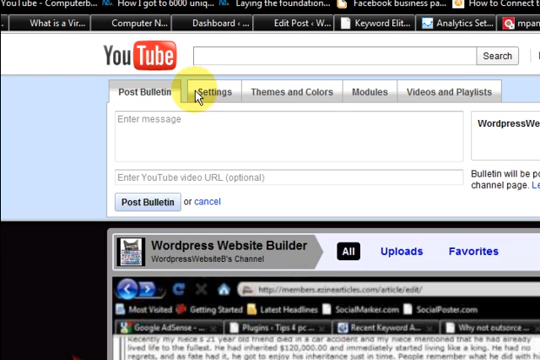 YouTube - Computerb... How I got to 6000 uniq... Laying the foundation... Facebook business pa... How to Connect t
What is a Vir... Computer N... Dashboard ‹ ... Edit Post ‹ W... Keyword Elit... Analytics Set... mpan
YouTube Search
Post Bulletin Settings Themes and Colors Modules Videos and Playlists
Enter message
WordpressWebs
Enter YouTube video URL (optional)
Bulletin will be po
channel page. Le
Post Bulletin or cancel
Wordpress Website Builder
WordpressWebsiteB's Channel
All Uploads Favorites
http://members.ezinearticles.com/article/edit/
Most Visited Getting Started Latest Headlines SocialMarker.com SocialPoster.com
Google AdSense - ... Plugins ‹ Tips 4 pc ... Recent Keyword A... Why not outsorce
Recently my niece's 21 year old friend died in a car accident and my niece mentioned that he had already
lived life to the fullest. He had inherited $120,000.00 and immediately started living like a king. He had no
regrets, and as fate had it, he got to enjoy his inheritance just in time. People remember what he did with